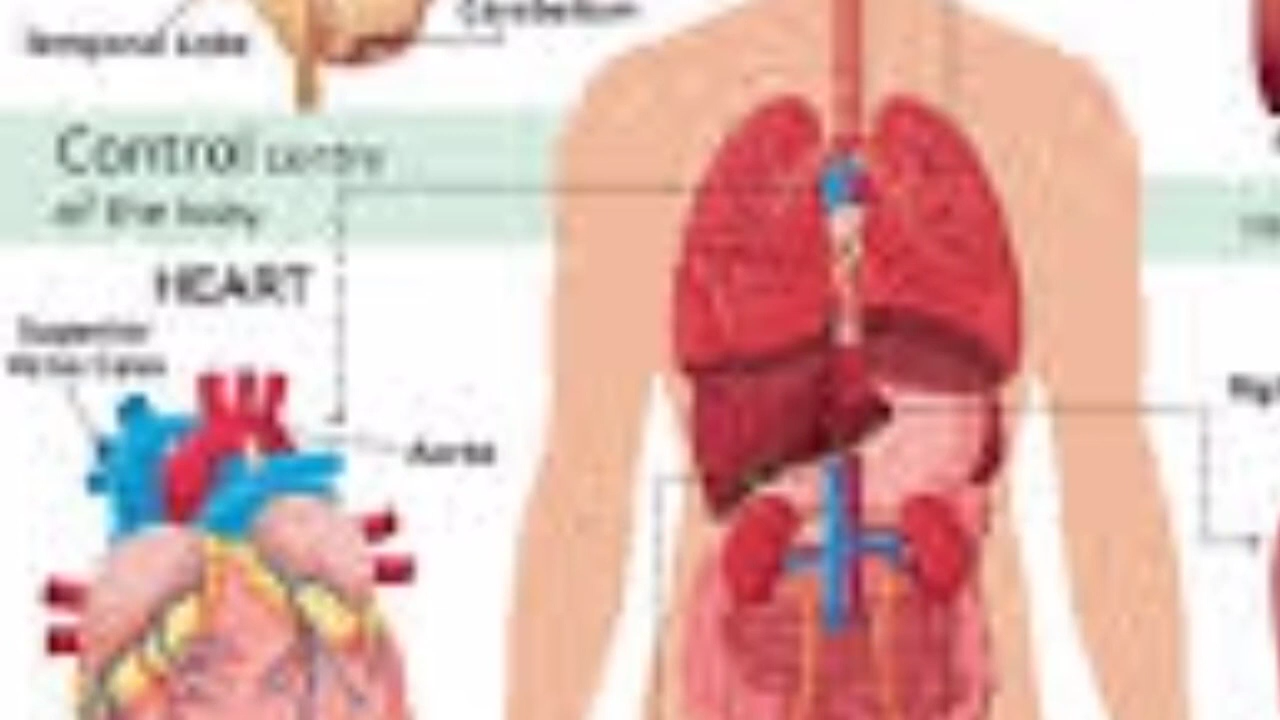 Cerebellum
Temporal Lobe
Control centre
of the body
HEART
Superior
Vena Cava
Aorta